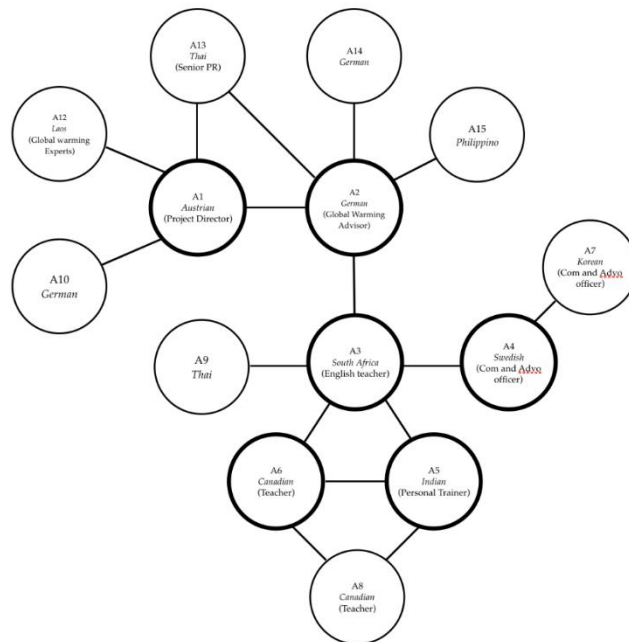 A13
Thai
(Senior PR)
A14
German
A12
Laos
(Global warming
Experts)
A15
Philippino
A1
Austrian
(Project Director)
A2
German
(Global Warming
Advisor)
A10
German
A7
Korean
(Com and Advo
officer)
A9
Thai
A3
South Africa
(English teacher)
A4
Swedish
(Com and Advo
officer)
A6
Canadian
(Teacher)
A5
Indian
(Personal Trainer)
A8
Canadian
(Teacher)